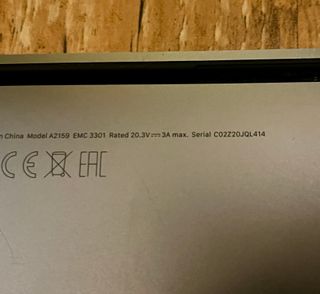 n China Model A2159 EMC 3301 Rated 20.3V⎓3A max. Serial C02Z20JQL414
CE EAC